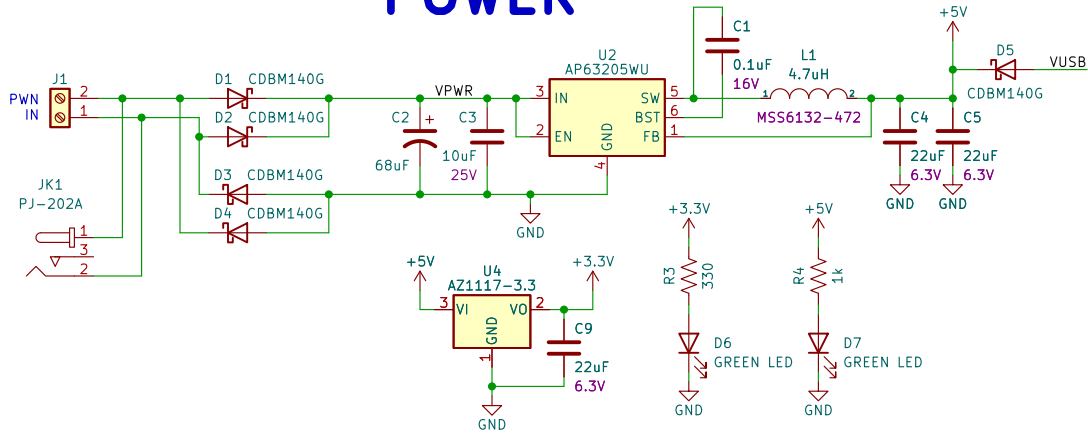 POWER
+5V
J1
D1 CDBM140G
U2
AP63205WU
C1
0.1uF
16V
L1
4.7uH
D5
VUSB
CDBM140G
PWN
IN
2
1
D2 CDBM140G
VPWR
C2
+
68uF
C3
10uF
25V
3 IN
2 EN
GND
4
SW 5
BST 6
FB 1
1
2
MSS6132-472
C4
22uF
6.3V
GND
C5
22uF
6.3V
GND
D3 CDBM140G
D4 CDBM140G
GND
JK1
PJ-202A
1
3
2
+5V
U4
AZ1117-3.3
+3.3V
3 VI
VO 2
GND
1
C9
22uF
6.3V
GND
+3.3V
R3
330
D6
GREEN LED
GND
+5V
R4
1k
D7
GREEN LED
GND